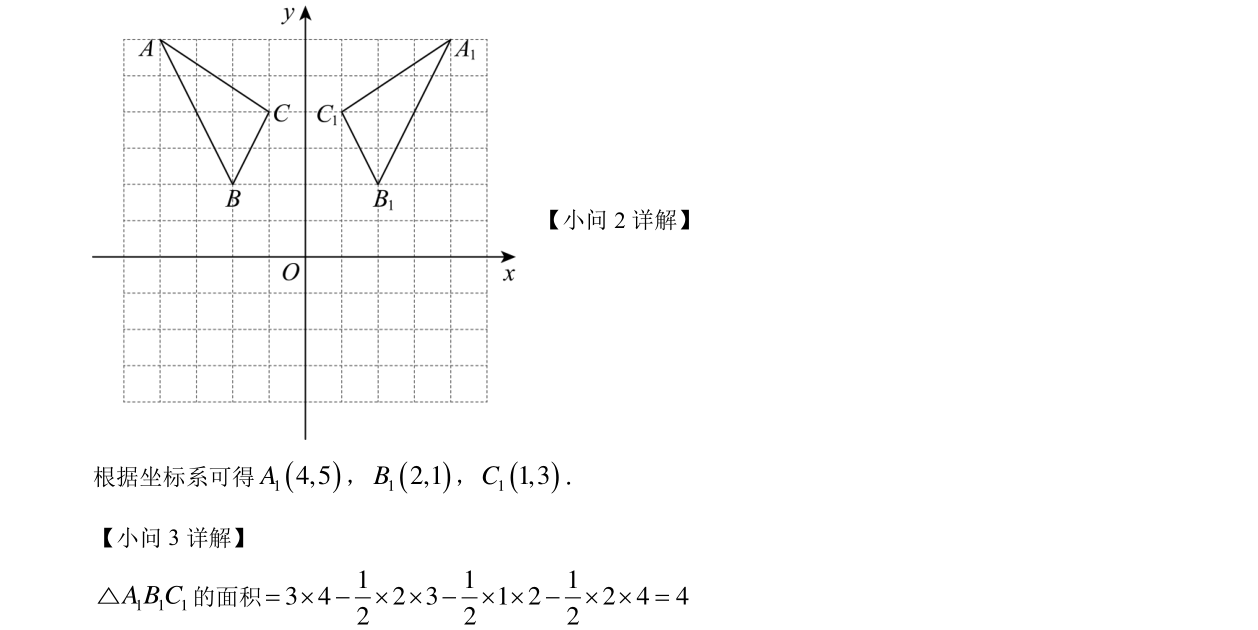 y
A
A₁
C
C₁
B
B₁
【小问 2 详解】
O
x
根据坐标系可得 A₁(4,5)，B₁(2,1)，C₁(1,3)．
【小问 3 详解】
△A₁B₁C₁ 的面积 = 3×4 − 1/2 × 2×3 − 1/2 × 1×2 − 1/2 × 2×4 = 4